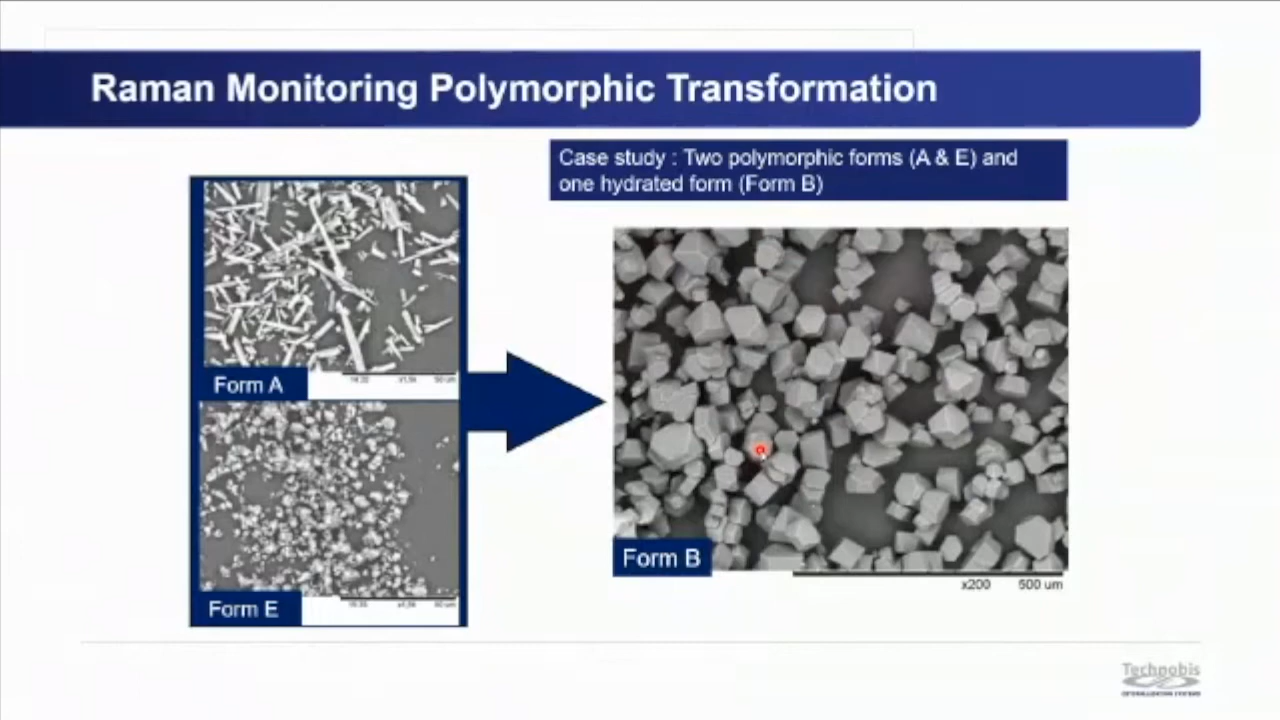 Raman Monitoring Polymorphic Transformation
Case study : Two polymorphic forms (A & E) and
one hydrated form (Form B)
Form A
Form E
Form B
x200 500 um
Technobis